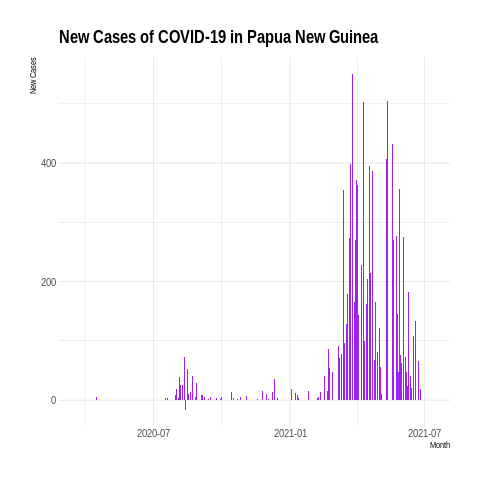 New Cases of COVID-19 in Papua New Guinea
New Cases
400
200
0
2020-07
2021-01
2021-07
Month